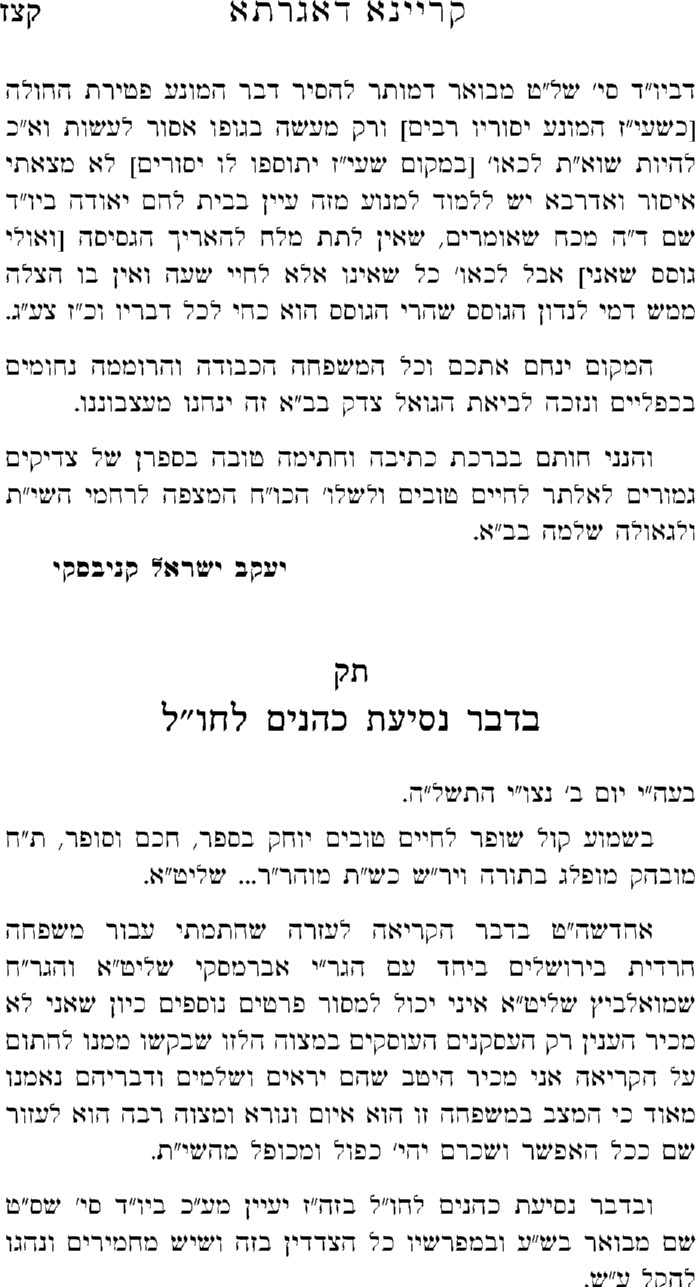 קריינא דאגרתא קצז
דביו״ד סי׳ של״ט מבואר דמותר להסיר דבר המונע פטירת החולה
[כשעי״ז המונע יסוריו רבים] ורק מעשה בגופו אסור לעשות וא״כ
להיות שוא״ת לכאו׳ [במקום שעי״ז יתוספו לו יסורים] לא מצאתי
איסור ואדרבא יש ללמוד למנוע מזה עיין בבית לחם יאודה ביו״ד
שם ד״ה מכח שאומרים, שאין לתת מלח להאריך הגסיסה [ואולי
גוסס שאני] אבל לכאו׳ כל שאינו אלא לחיי שעה ואין בו הצלה
ממש דמי לנדון הגוסס שהרי הגוסס הוא כחי לכל דבריו וכ״ז צע״ג.
המקום ינחם אתכם וכל המשפחה הכבודה והרוממה נחומים
בכפליים ונזכה לביאת הגואל צדק בב״א זה ינחנו מעצבוננו.
והנני חותם בברכת כתיבה וחתימה טובה בספרן של צדיקים
גמורים לאלתר לחיים טובים ולשלו׳ הכו״ח המצפה לרחמי השי״ת
ולגאולה שלמה בב״א.
יעקב ישראל קניבסקי
תק
בדבר נסיעת כהנים לחו״ל
בעה״י יום ב׳ נצו״י התשל״ה.
בשמוע קול שופר לחיים טובים יוחק בספר, חכם וסופר, ת״ח
מובהק מופלג בתורה ויר״ש כש״ת מוהר״ר... שליט״א.
אחדשה״ט בדבר הקריאה לעזרה שחתמתי עבור משפחה
חרדית בירושלים ביחד עם הגר״י אברמסקי שליט״א והגר״ח
שמואלביץ שליט״א איני יכול למסור פרטים נוספים כיון שאני לא
מכיר הענין רק העסקנים העוסקים במצוה הלזו שבקשו ממנו לחתום
על הקריאה אני מכיר היטב שהם יראים ושלמים ודבריהם נאמנו
מאוד כי המצב במשפחה זו הוא איום ונורא ומצוה רבה הוא לעזור
שם ככל האפשר ושכרם יהי׳ כפול ומכופל מהשי״ת.
ובדבר נסיעת כהנים לחו״ל בזה״ז יעיין מע״כ ביו״ד סי׳ שס״ט
שם מבואר בש״ע ובמפרשיו כל הצדדין בזה ושיש מחמירים ונהגו
להקל ע״ש.